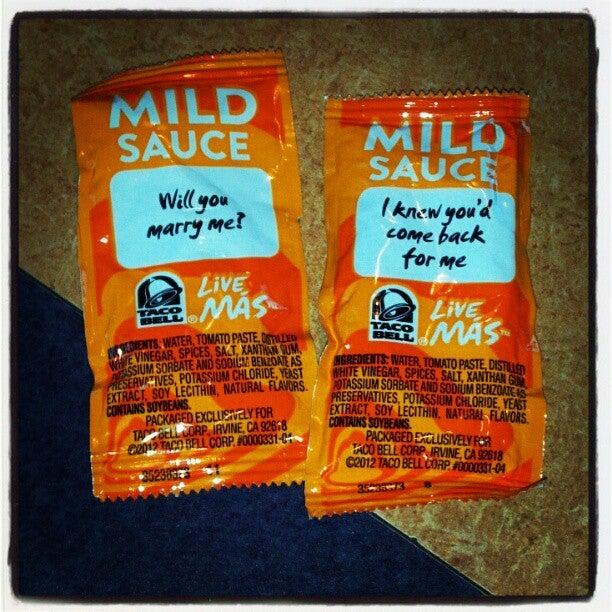 MILD
SAUCE
Will you
marry me?
TACO
BELL®
LIVE
MÁS™
INGREDIENTS: WATER, TOMATO PASTE, DISTILLED
WHITE VINEGAR, SPICES, SALT, XANTHAN GUM,
POTASSIUM SORBATE AND SODIUM BENZOATE AS
PRESERVATIVES, POTASSIUM CHLORIDE, YEAST
EXTRACT, SOY LECITHIN, NATURAL FLAVORS.
CONTAINS SOYBEANS.
PACKAGED EXCLUSIVELY FOR
TACO BELL CORP. IRVINE, CA 92618
©2012 TACO BELL CORP. #0000331-04
MILD
SAUCE
I knew you'd
come back
for me
TACO
BELL®
LIVE
MÁS™
INGREDIENTS: WATER, TOMATO PASTE, DISTILLED
WHITE VINEGAR, SPICES, SALT, XANTHAN GUM,
POTASSIUM SORBATE AND SODIUM BENZOATE AS
PRESERVATIVES, POTASSIUM CHLORIDE, YEAST
EXTRACT, SOY LECITHIN, NATURAL FLAVORS.
CONTAINS SOYBEANS.
PACKAGED EXCLUSIVELY FOR
TACO BELL CORP. IRVINE, CA 92618
©2012 TACO BELL CORP. #0000331-04